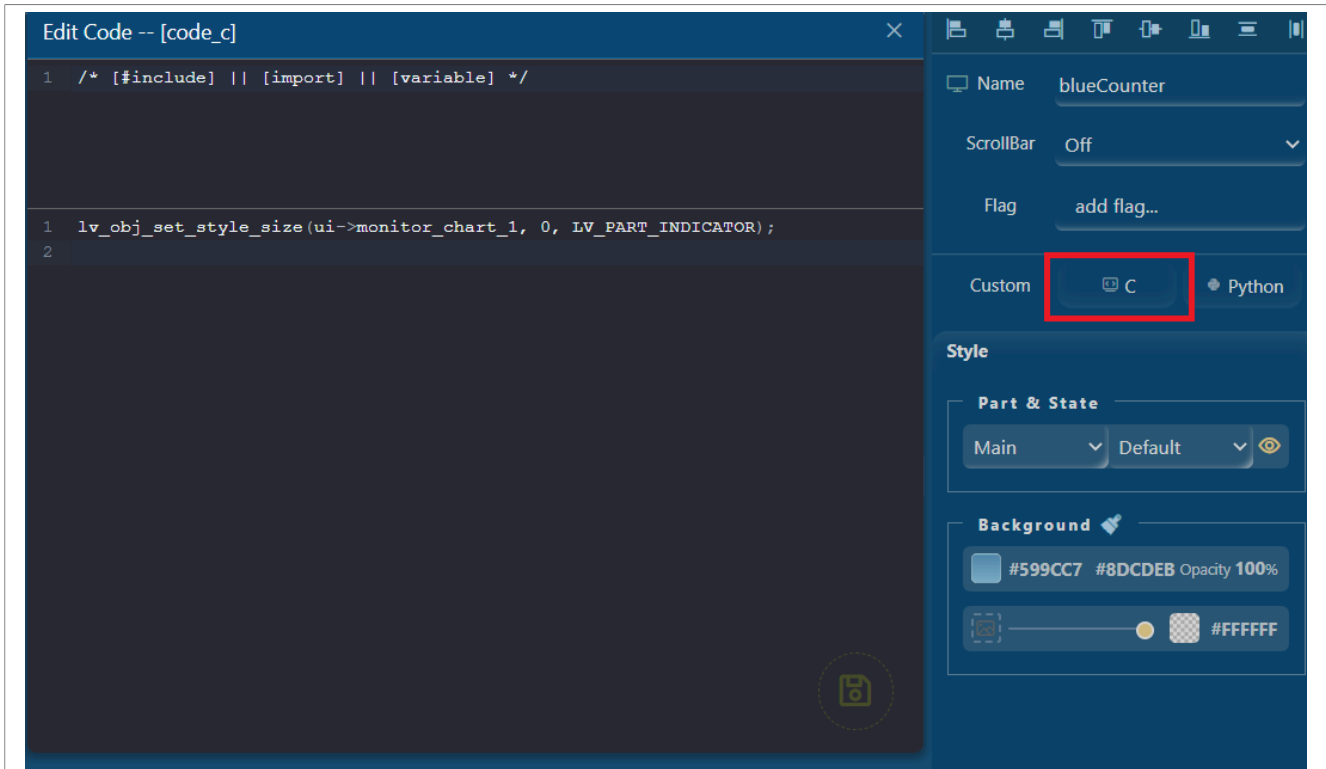 Edit Code -- [code_c]
1 /* [#include] || [import] || [variable] */
1 lv_obj_set_style_size(ui->monitor_chart_1, 0, LV_PART_INDICATOR);
2
Name blueCounter
ScrollBar Off
Flag add flag...
Custom C Python
Style
Part & State
Main Default
Background
#599CC7 #8DCDEB Opacity 100%
#FFFFFF